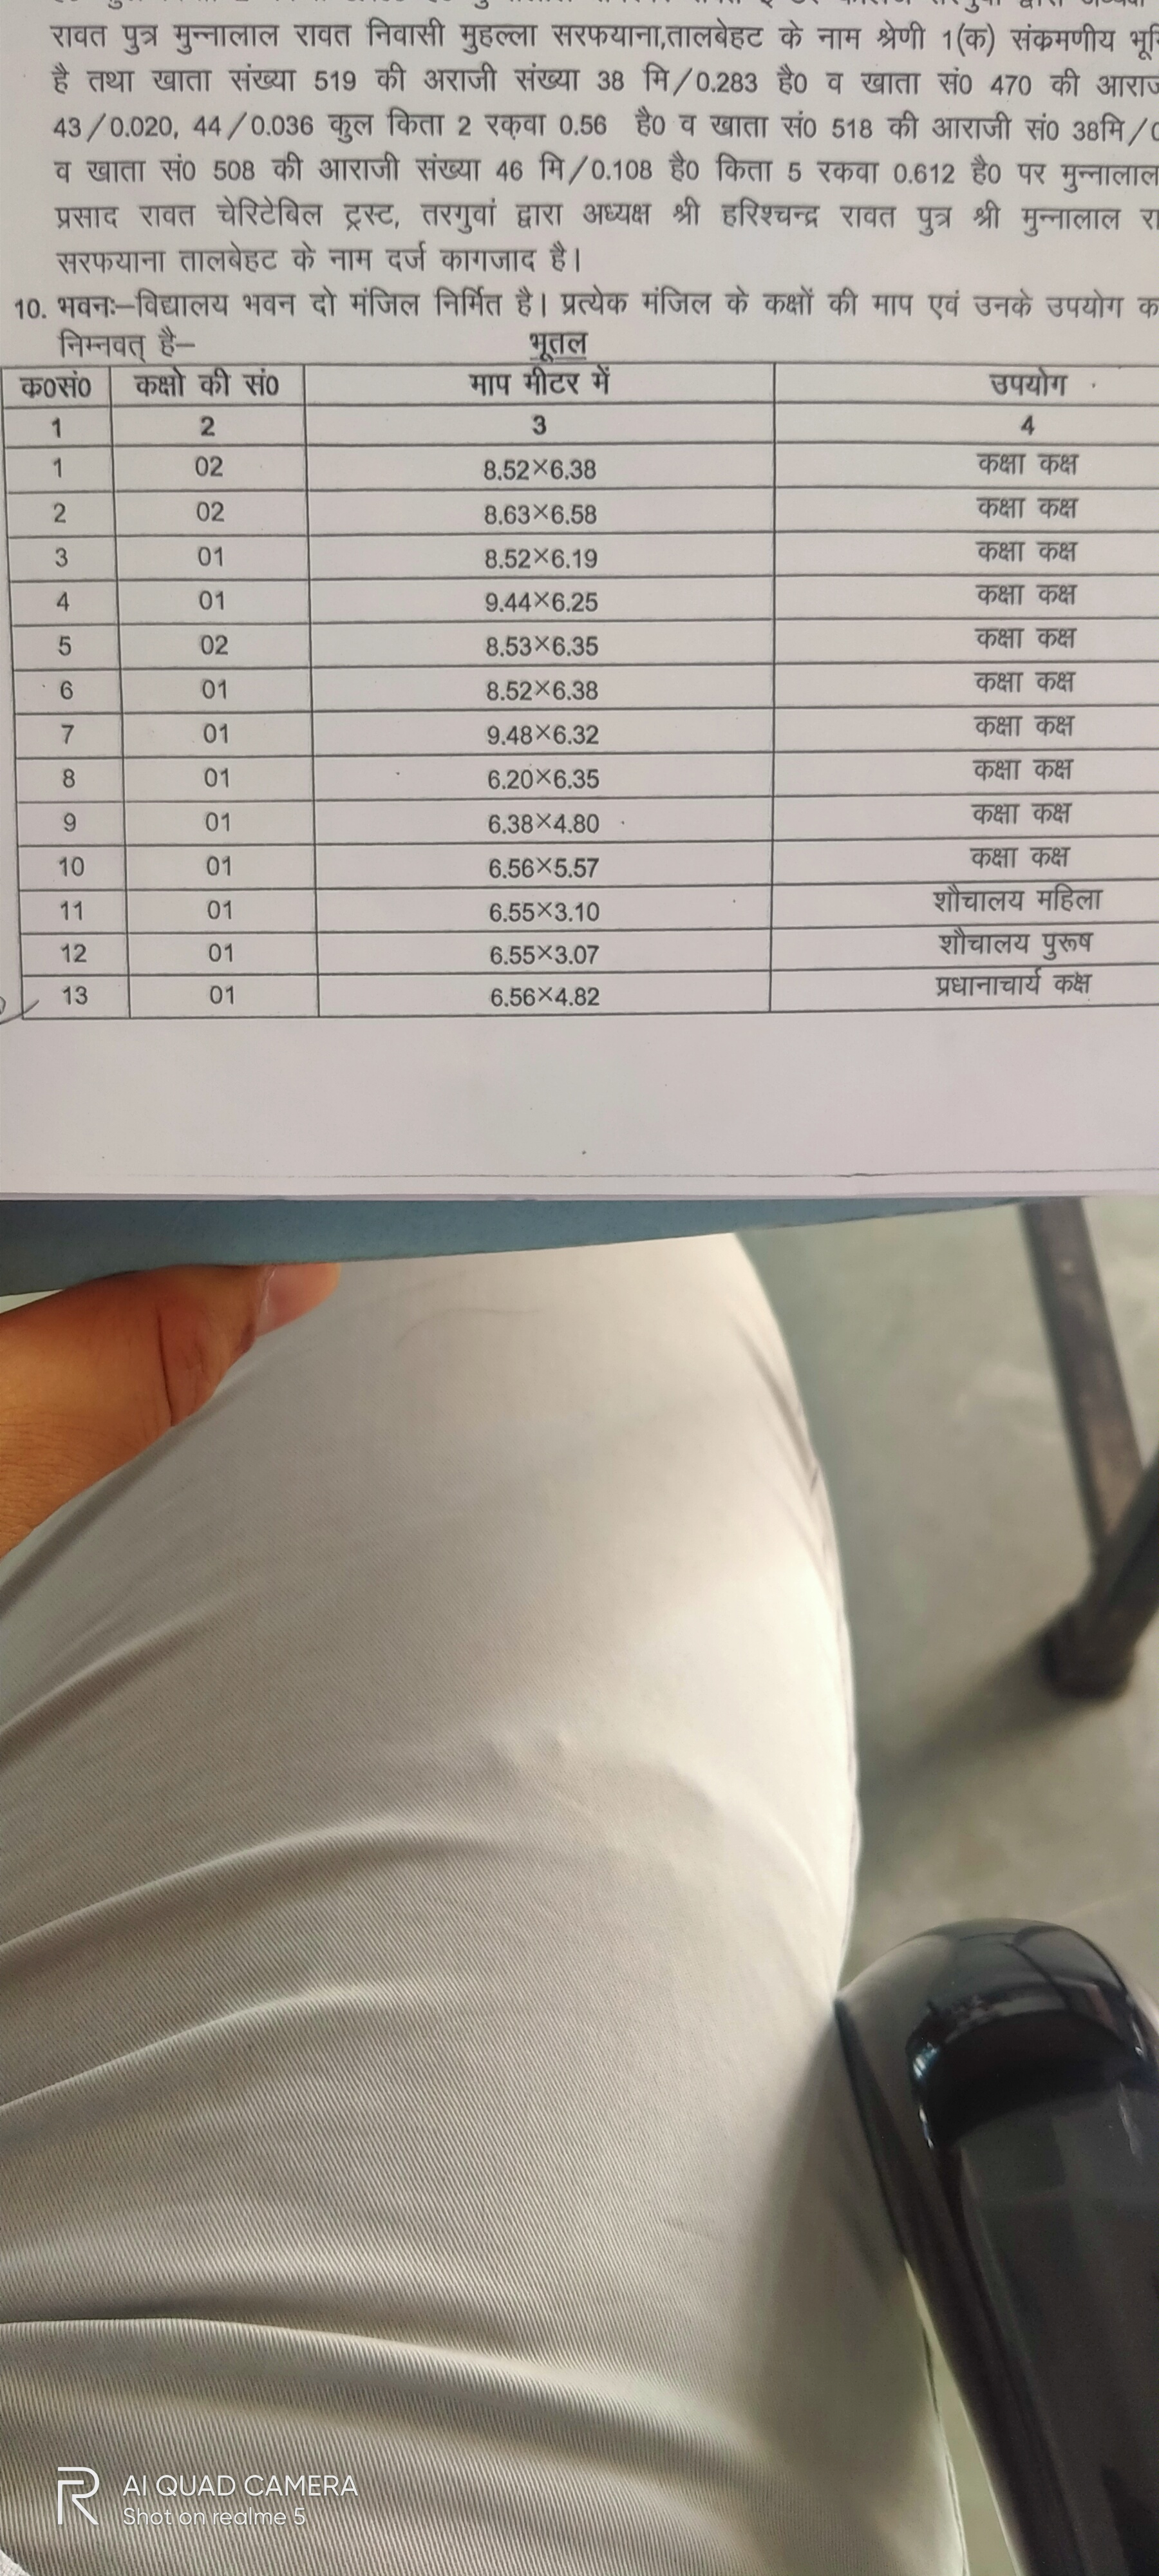 रावत पुत्र मुन्नालाल रावत निवासी मुहल्ला सरफयाना,तालबेहट के नाम श्रेणी 1(क) संक्रमणीय
है तथा खाता संख्या 519 की अराजी संख्या 38 मि/0.283 है0 व खाता सं0 470 की
43/0.020, 44/0.036 कुल किता 2 रक्वा 0.56 है0 व खाता सं0 518 की आराजी सं0 38मि/
व खाता सं0 508 की आराजी संख्या 46 मि/0.108 है0 किता 5 रकवा 0.612 है0 पर मुन्नालाल
प्रसाद रावत चेरिटेबिल ट्रस्ट, तरगुवां द्वारा अध्यक्ष श्री हरिश्चन्द्र रावत पुत्र श्री मुन्नालाल
सरफयाना तालबेहट के नाम दर्ज कागजाद है।
10. भवनः–विद्यालय भवन दो मंजिल निर्मित है। प्रत्येक मंजिल के कक्षों की माप एवं उनके उपयोग
निम्नवत् है–
भूतल
क0सं0 कक्षो की सं0 माप मीटर में उपयोग
1 2 3 4
1 02 8.52×6.38 कक्षा कक्ष
2 02 8.63×6.58 कक्षा कक्ष
3 01 8.52×6.19 कक्षा कक्ष
4 01 9.44×6.25 कक्षा कक्ष
5 02 8.53×6.35 कक्षा कक्ष
6 01 8.52×6.38 कक्षा कक्ष
7 01 9.48×6.32 कक्षा कक्ष
8 01 6.20×6.35 कक्षा कक्ष
9 01 6.38×4.80 कक्षा कक्ष
10 01 6.56×5.57 कक्षा कक्ष
11 01 6.55×3.10 शौचालय महिला
12 01 6.55×3.07 शौचालय पुरूष
13 01 6.56×4.82 प्रधानाचार्य कक्ष
R AI QUAD CAMERA
Shot on realme 5